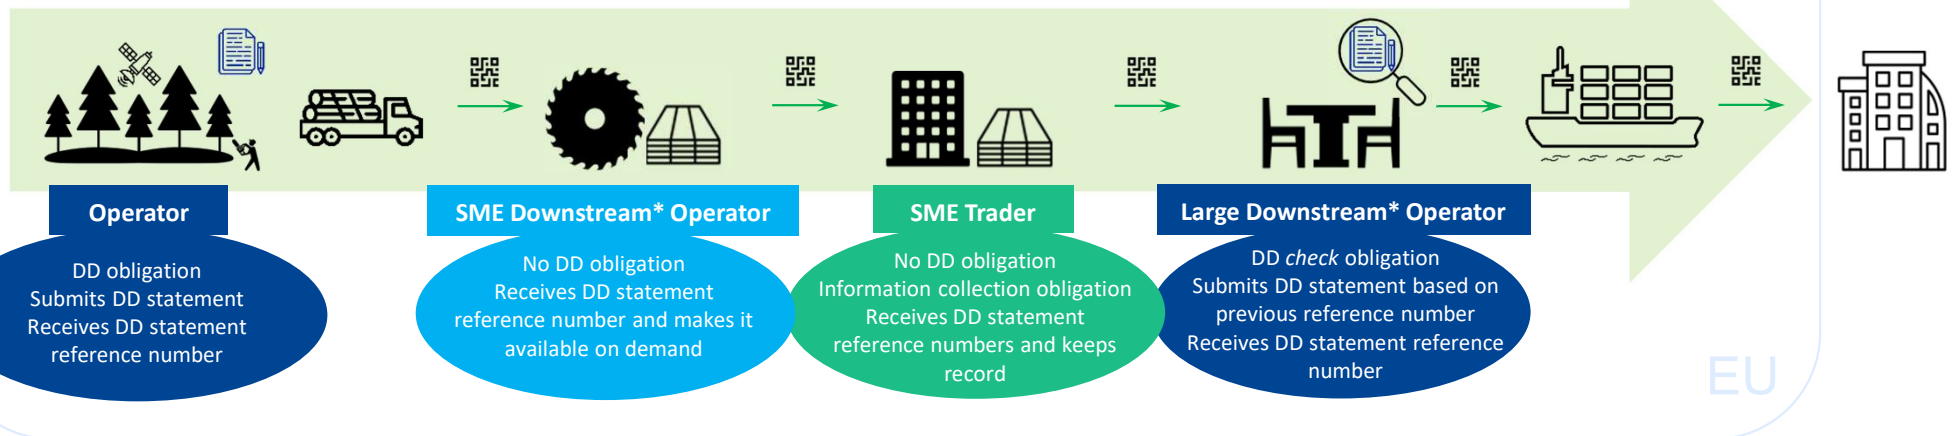 Operator
DD obligation
Submits DD statement
Receives DD statement
reference number
SME Downstream* Operator
No DD obligation
Receives DD statement
reference number and makes it
available on demand
SME Trader
No DD obligation
Information collection obligation
Receives DD statement
reference numbers and keeps
record
Large Downstream* Operator
DD check obligation
Submits DD statement based on
previous reference number
Receives DD statement reference
number
EU